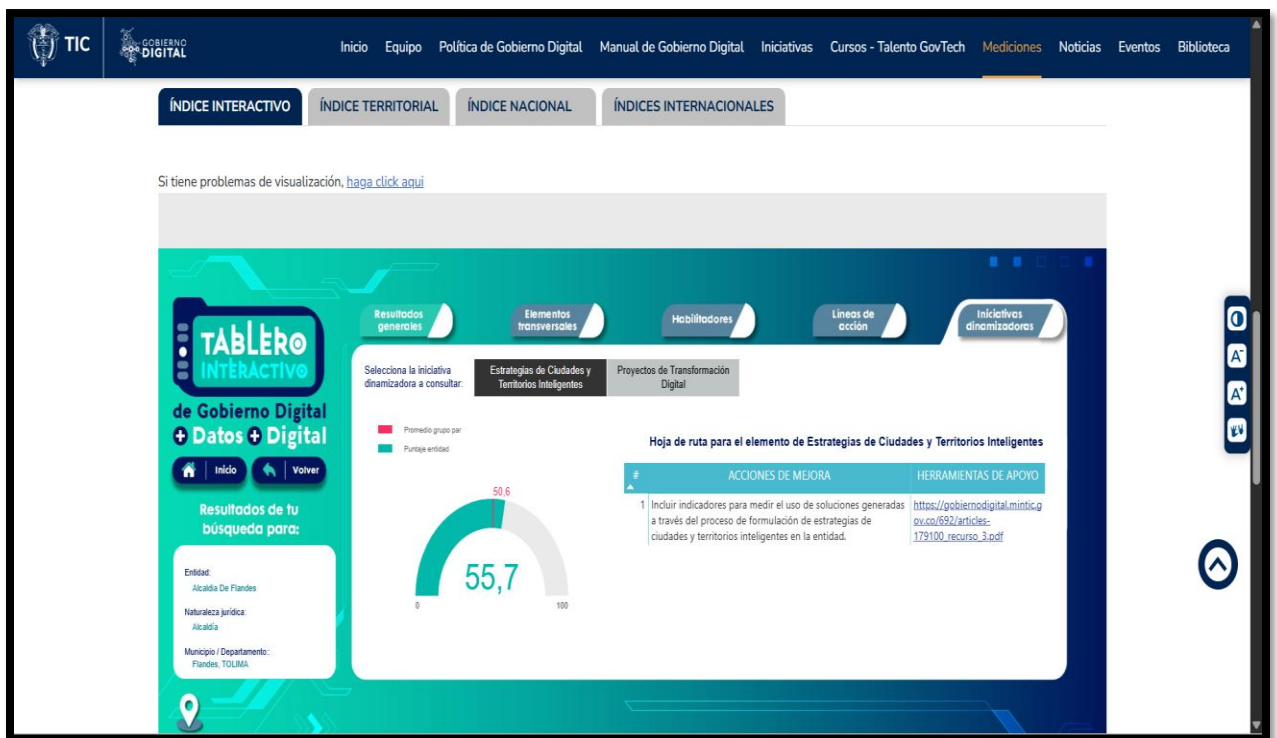 TIC
GOBIERNO
DIGITAL
Inicio Equipo Política de Gobierno Digital Manual de Gobierno Digital Iniciativas Cursos - Talento GovTech Mediciones Noticias Eventos Biblioteca
ÍNDICE INTERACTIVO ÍNDICE TERRITORIAL ÍNDICE NACIONAL ÍNDICES INTERNACIONALES
Si tiene problemas de visualización, haga click aqui
TABLERO
INTERACTIVO
de Gobierno Digital
+ Datos + Digital
Inicio Volver
Resultados de tu
búsqueda para:
Entidad:
Alcaldia De Flandes
Naturaleza jurídica:
Alcaldía
Municipio / Departamento::
Flandes, TOLIMA
Resultados
generales
Elementos
transversales
Habilitadores
Líneas de
acción
Iniciativas
dinamizadoras
Selecciona la iniciativa
dinamizadora a consultar:
Estrategias de Ciudades y
Territorios Inteligentes
Proyectos de Transformación
Digital
Promedio grupo par
Puntaje entidad
50,6
55,7
0 100
Hoja de ruta para el elemento de Estrategias de Ciudades y Territorios Inteligentes
# ACCIONES DE MEJORA HERRAMIENTAS DE APOYO
1 Incluir indicadores para medir el uso de soluciones generadas
a través del proceso de formulación de estrategias de
ciudades y territorios inteligentes en la entidad.
https://gobiernodigital.mintic.g
ov.co/692/articles-
179100_recurso_3.pdf
A-
A+